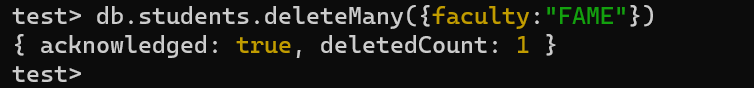 test> db.students.deleteMany({faculty:"FAME"})
{ acknowledged: true, deletedCount: 1 }
test>